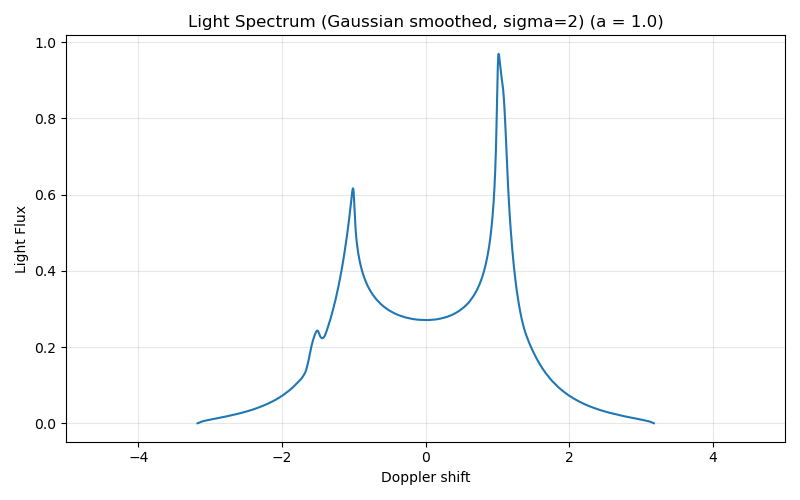 Light Spectrum (Gaussian smoothed, sigma=2) (a = 1.0)
1.0
0.8
0.6
0.4
0.2
0.0
Light Flux
−4 −2 0 2 4
Doppler shift